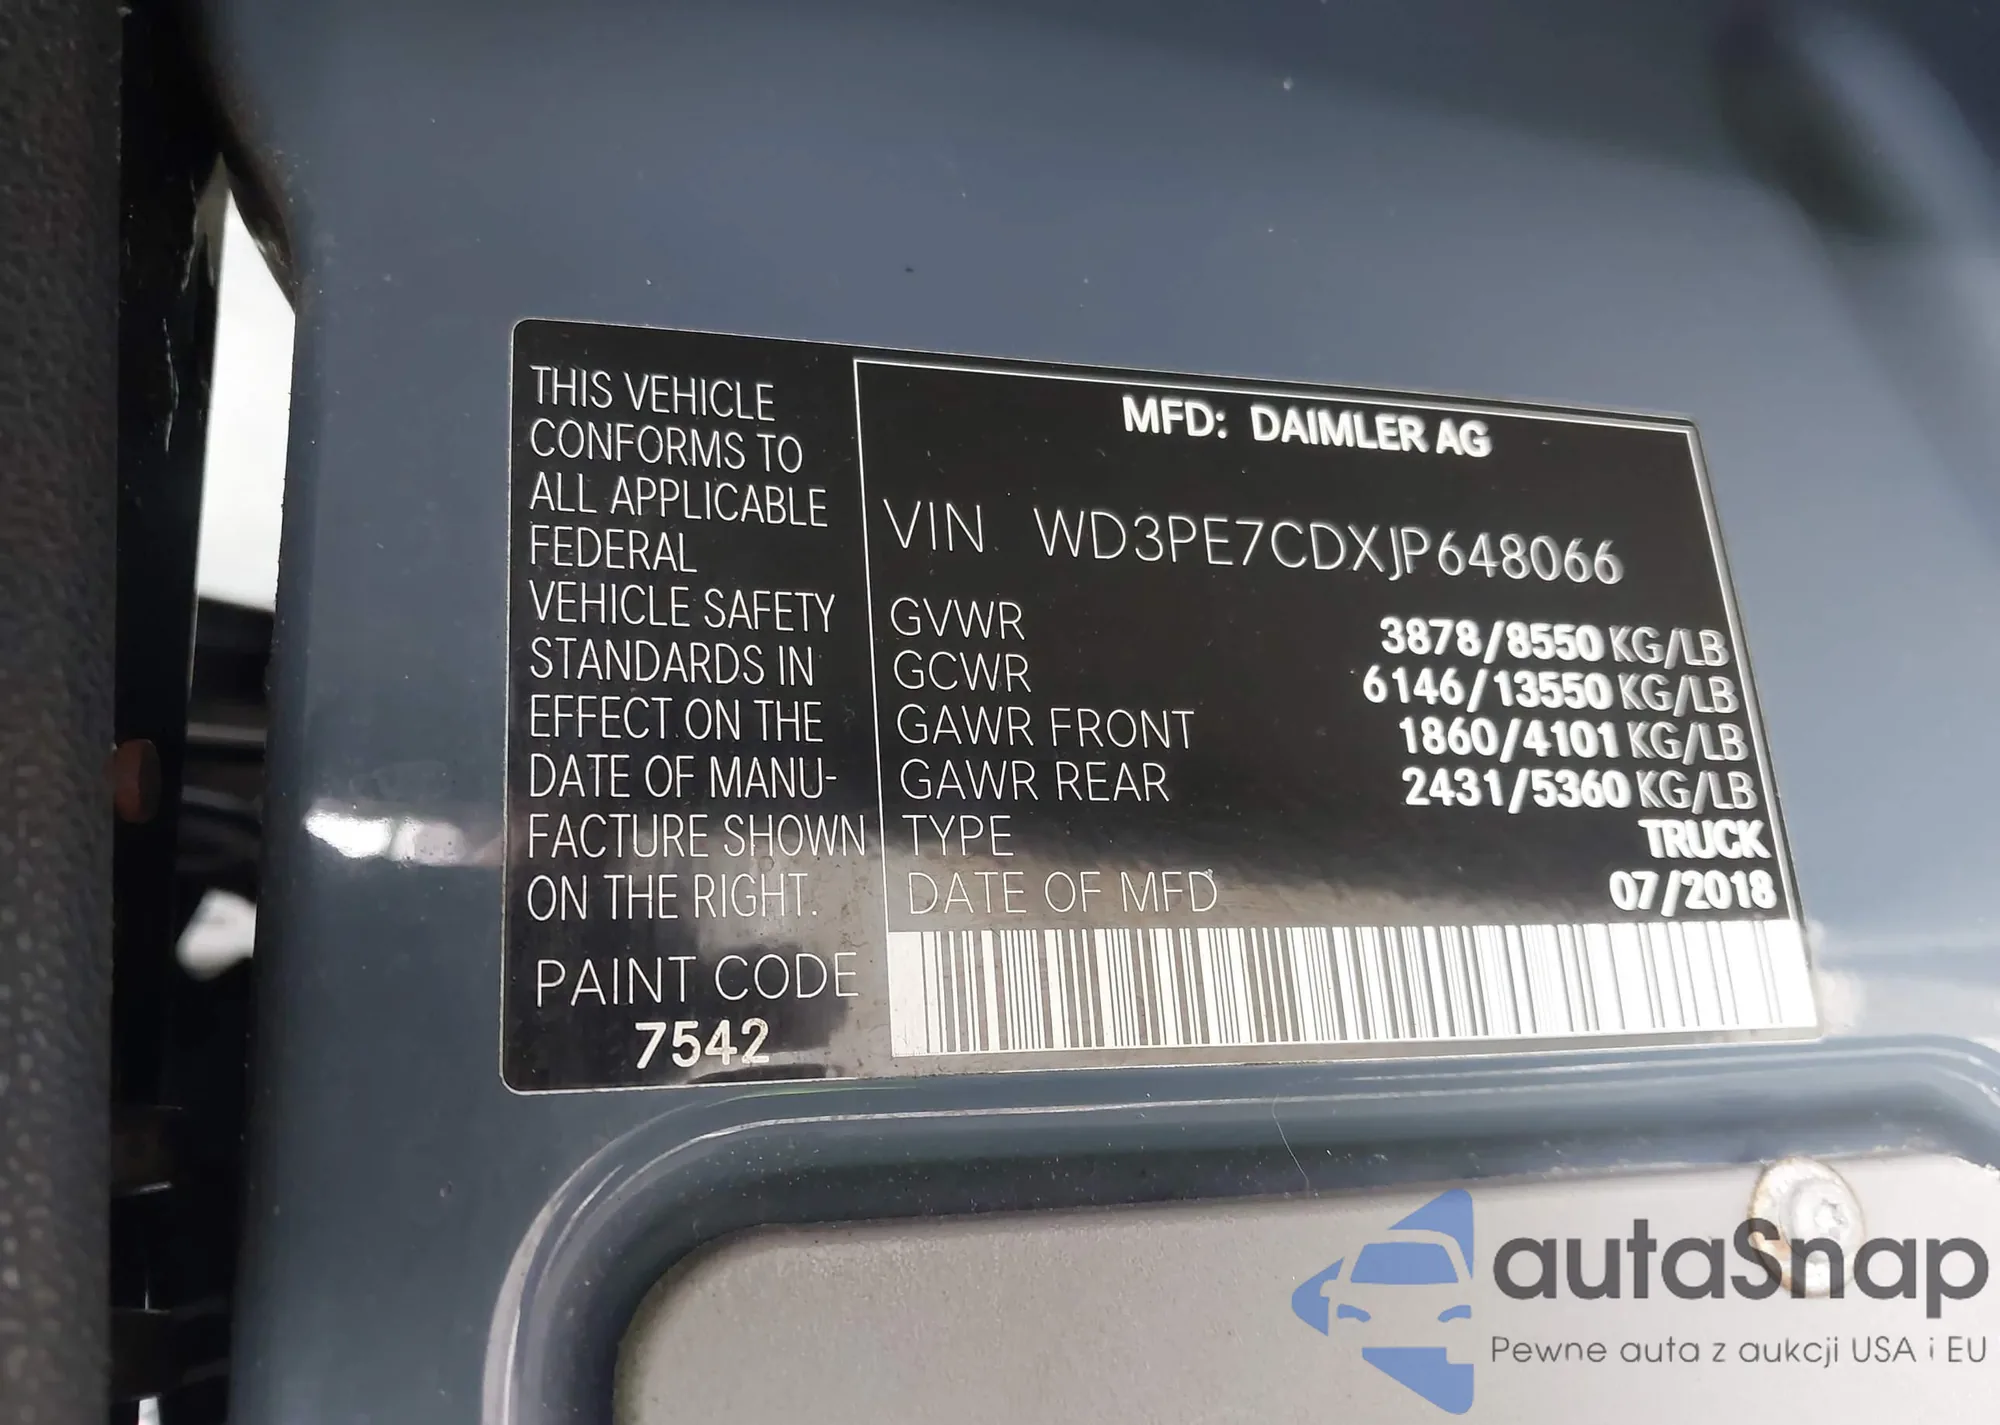 THIS VEHICLE
CONFORMS TO
ALL APPLICABLE
FEDERAL
VEHICLE SAFETY
STANDARDS IN
EFFECT ON THE
DATE OF MANU-
FACTURE SHOWN
ON THE RIGHT.
PAINT CODE
7542
MFD: DAIMLER AG
VIN WD3PE7CDXJP648066
GVWR 3878/8550 KG/LB
GCWR 6146/13550 KG/LB
GAWR FRONT 1860/4101 KG/LB
GAWR REAR 2431/5360 KG/LB
TYPE TRUCK
DATE OF MFD 07/2018
autaSnap
Pewne auta z aukcji USA i EU